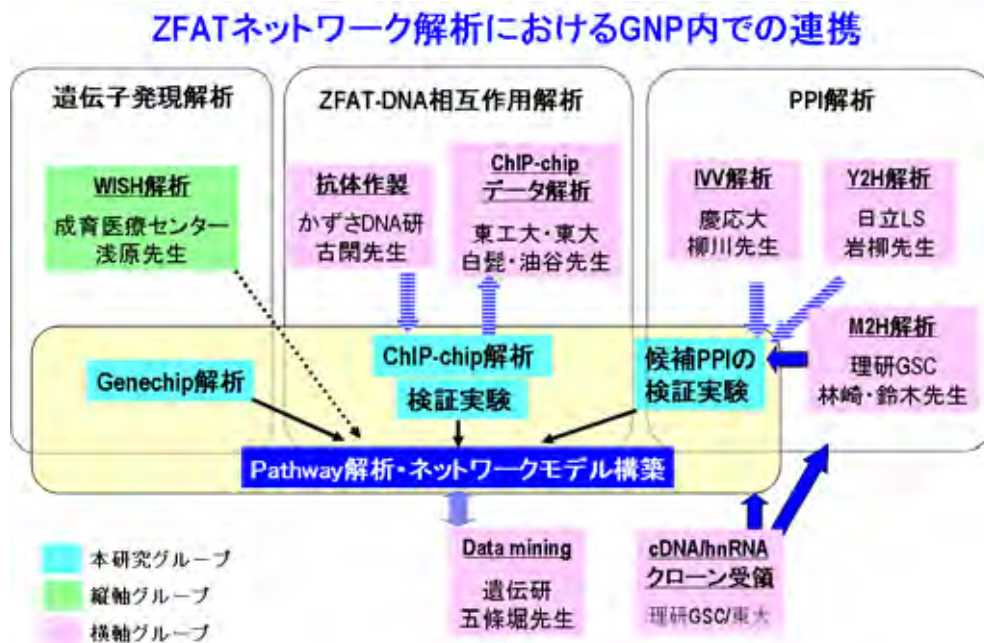 ZFATネットワーク解析におけるGNP内での連携
遺伝子発現解析
ZFAT-DNA相互作用解析
PPI解析
WISH解析
成育医療センター
浅原先生
抗体作製
かずさDNA研
古閑先生
ChIP-chip
データ解析
東工大・東大
白髭・油谷先生
IVV解析
慶応大
柳川先生
Y2H解析
日立LS
岩柳先生
M2H解析
理研GSC
林崎・鈴木先生
Genechip解析
ChIP-chip解析
検証実験
候補PPIの
検証実験
Pathway解析・ネットワークモデル構築
Data mining
遺伝研
五條堀先生
cDNA/hnRNA
クローン受領
理研GSC/東大
本研究グループ
縦軸グループ
横軸グループ